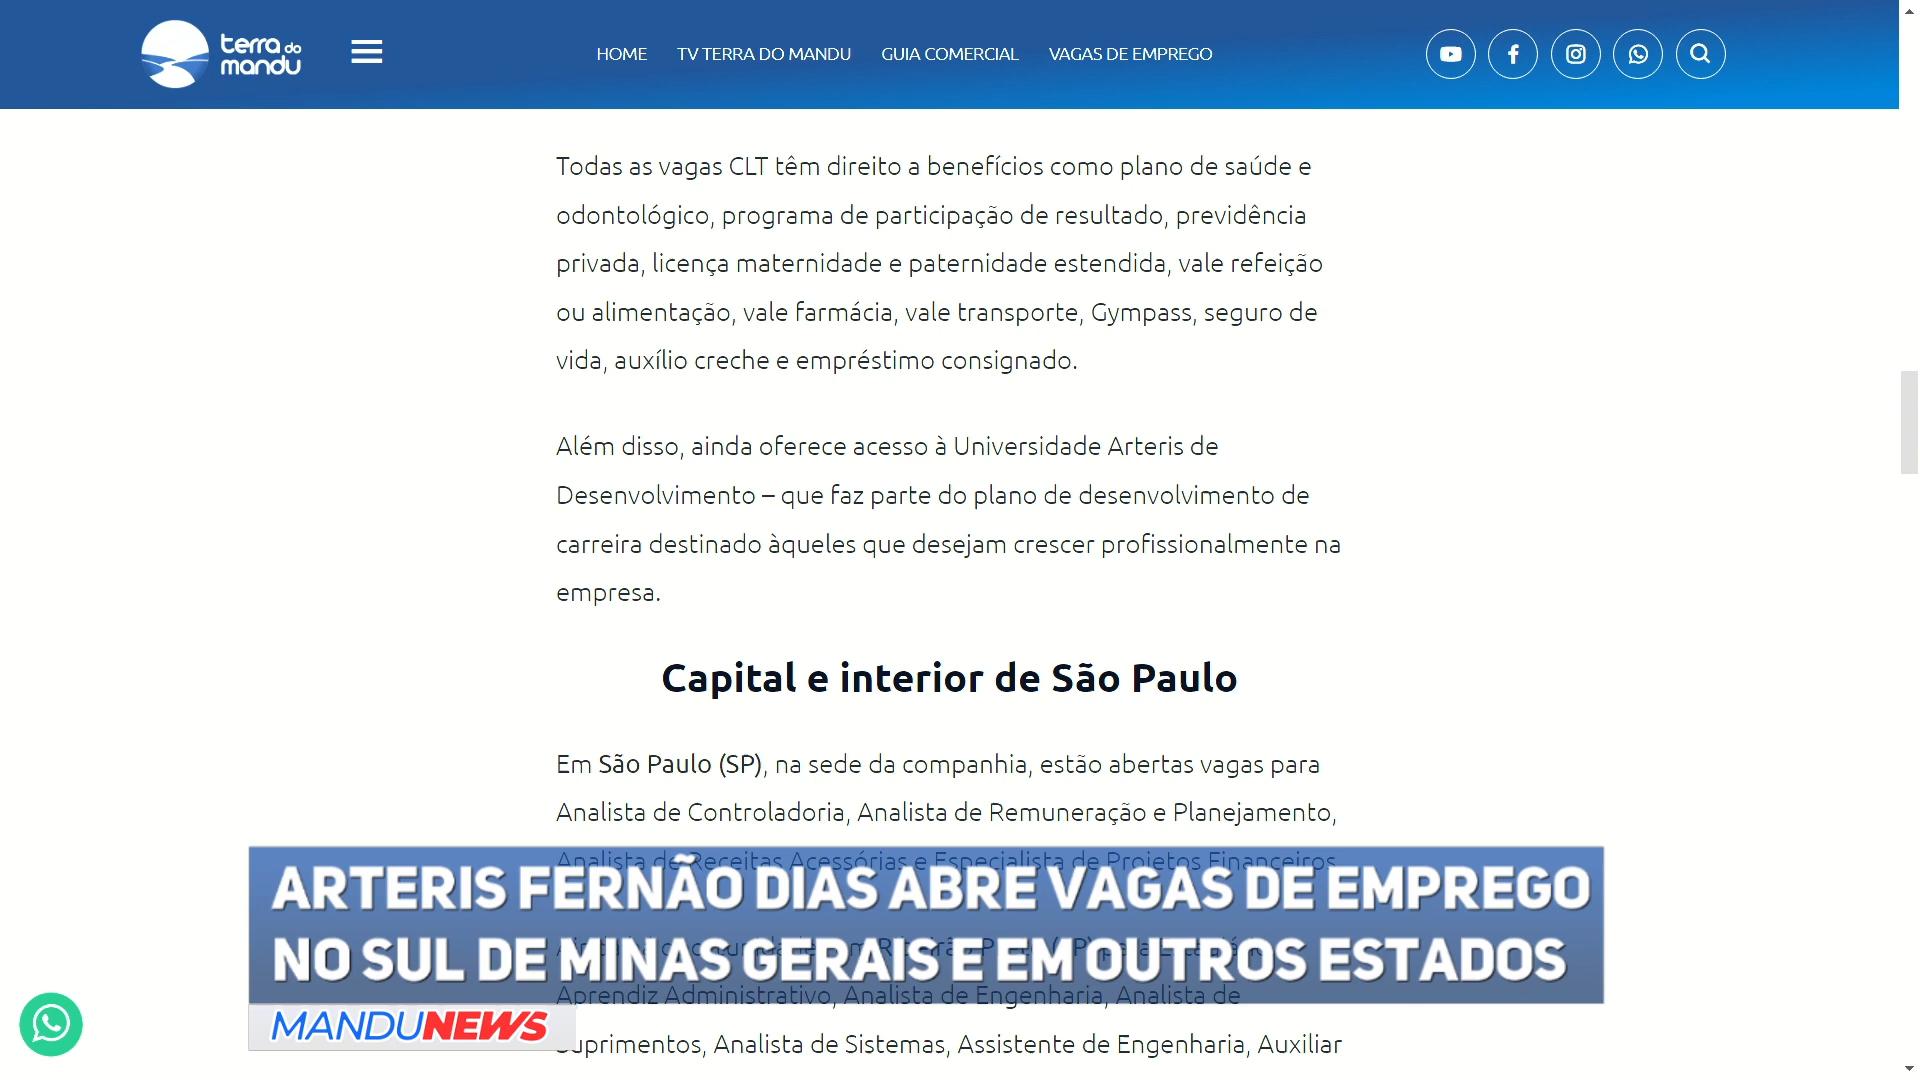 terra do
mandu
HOME TV TERRA DO MANDU GUIA COMERCIAL VAGAS DE EMPREGO
Todas as vagas CLT têm direito a benefícios como plano de saúde e
odontológico, programa de participação de resultado, previdência
privada, licença maternidade e paternidade estendida, vale refeição
ou alimentação, vale farmácia, vale transporte, Gympass, seguro de
vida, auxílio creche e empréstimo consignado.
Além disso, ainda oferece acesso à Universidade Arteris de
Desenvolvimento – que faz parte do plano de desenvolvimento de
carreira destinado àqueles que desejam crescer profissionalmente na
empresa.
Capital e interior de São Paulo
Em São Paulo (SP), na sede da companhia, estão abertas vagas para
Analista de Controladoria, Analista de Remuneração e Planejamento,
Analista de Receitas Acessórias e Especialista de Projetos Financeiros
ARTERIS FERNÃO DIAS ABRE VAGAS DE EMPREGO
NO SUL DE MINAS GERAIS E EM OUTROS ESTADOS
Aprendiz Administrativo, Analista de Engenharia, Analista de
MANDUNEWS
Suprimentos, Analista de Sistemas, Assistente de Engenharia, Auxiliar